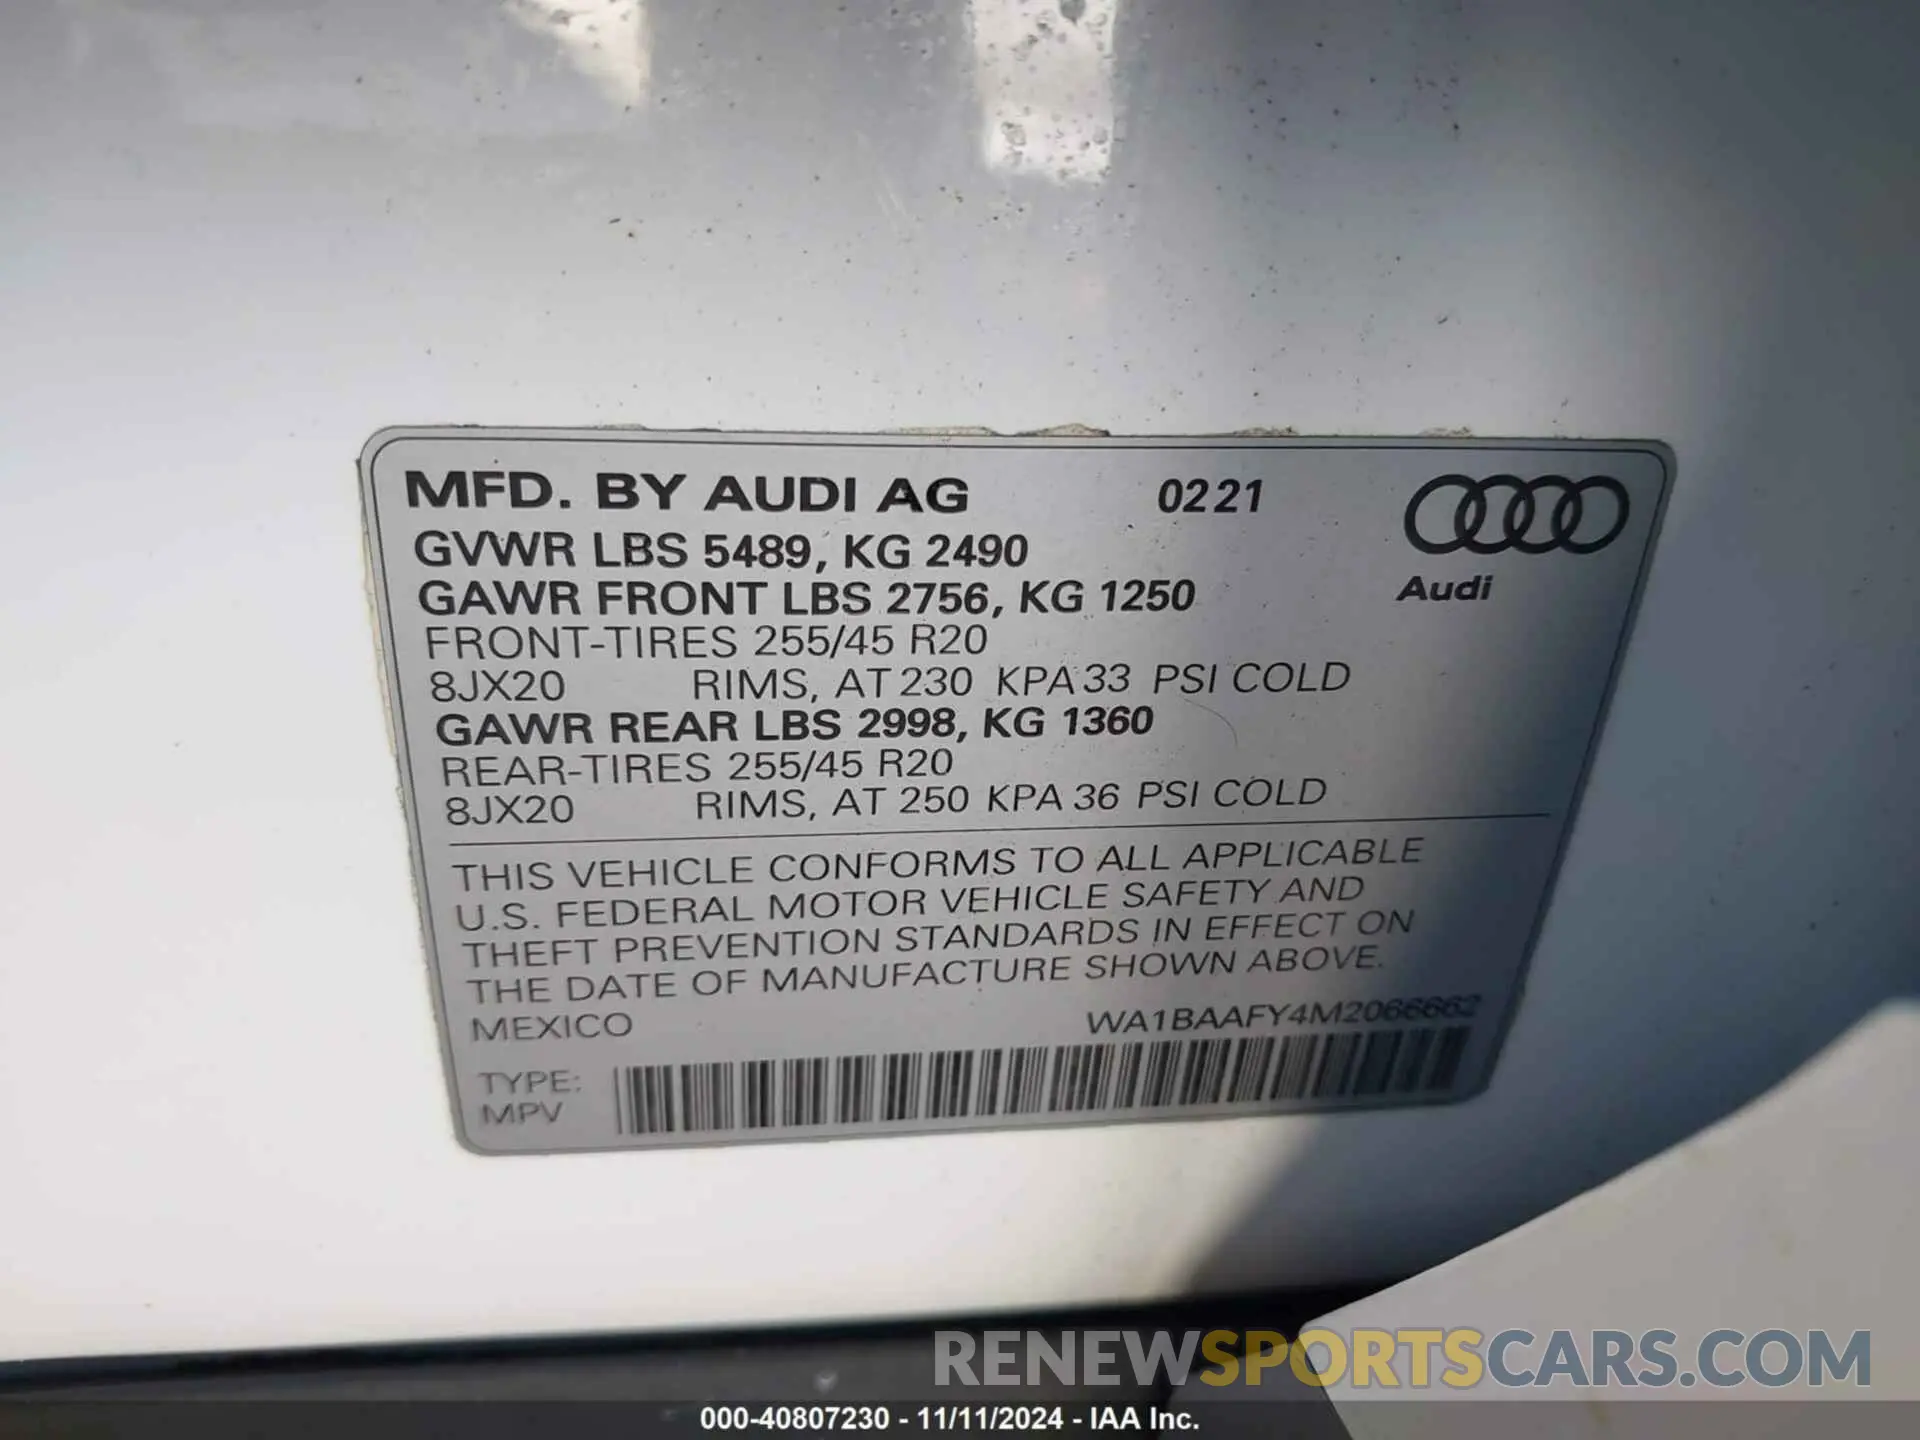 MFD. BY AUDI AG 0221
GVWR LBS 5489, KG 2490
GAWR FRONT LBS 2756, KG 1250
Audi
FRONT-TIRES 255/45 R20
8JX20 RIMS, AT 230 KPA 33 PSI COLD
GAWR REAR LBS 2998, KG 1360
REAR-TIRES 255/45 R20
8JX20 RIMS, AT 250 KPA 36 PSI COLD
THIS VEHICLE CONFORMS TO ALL APPLICABLE
U.S. FEDERAL MOTOR VEHICLE SAFETY AND
THEFT PREVENTION STANDARDS IN EFFECT ON
THE DATE OF MANUFACTURE SHOWN ABOVE.
MEXICO WA1BAAFY4M2066662
TYPE:
MPV
RENEWSPORTSCARS.COM
000-40807230 - 11/11/2024 - IAA Inc.